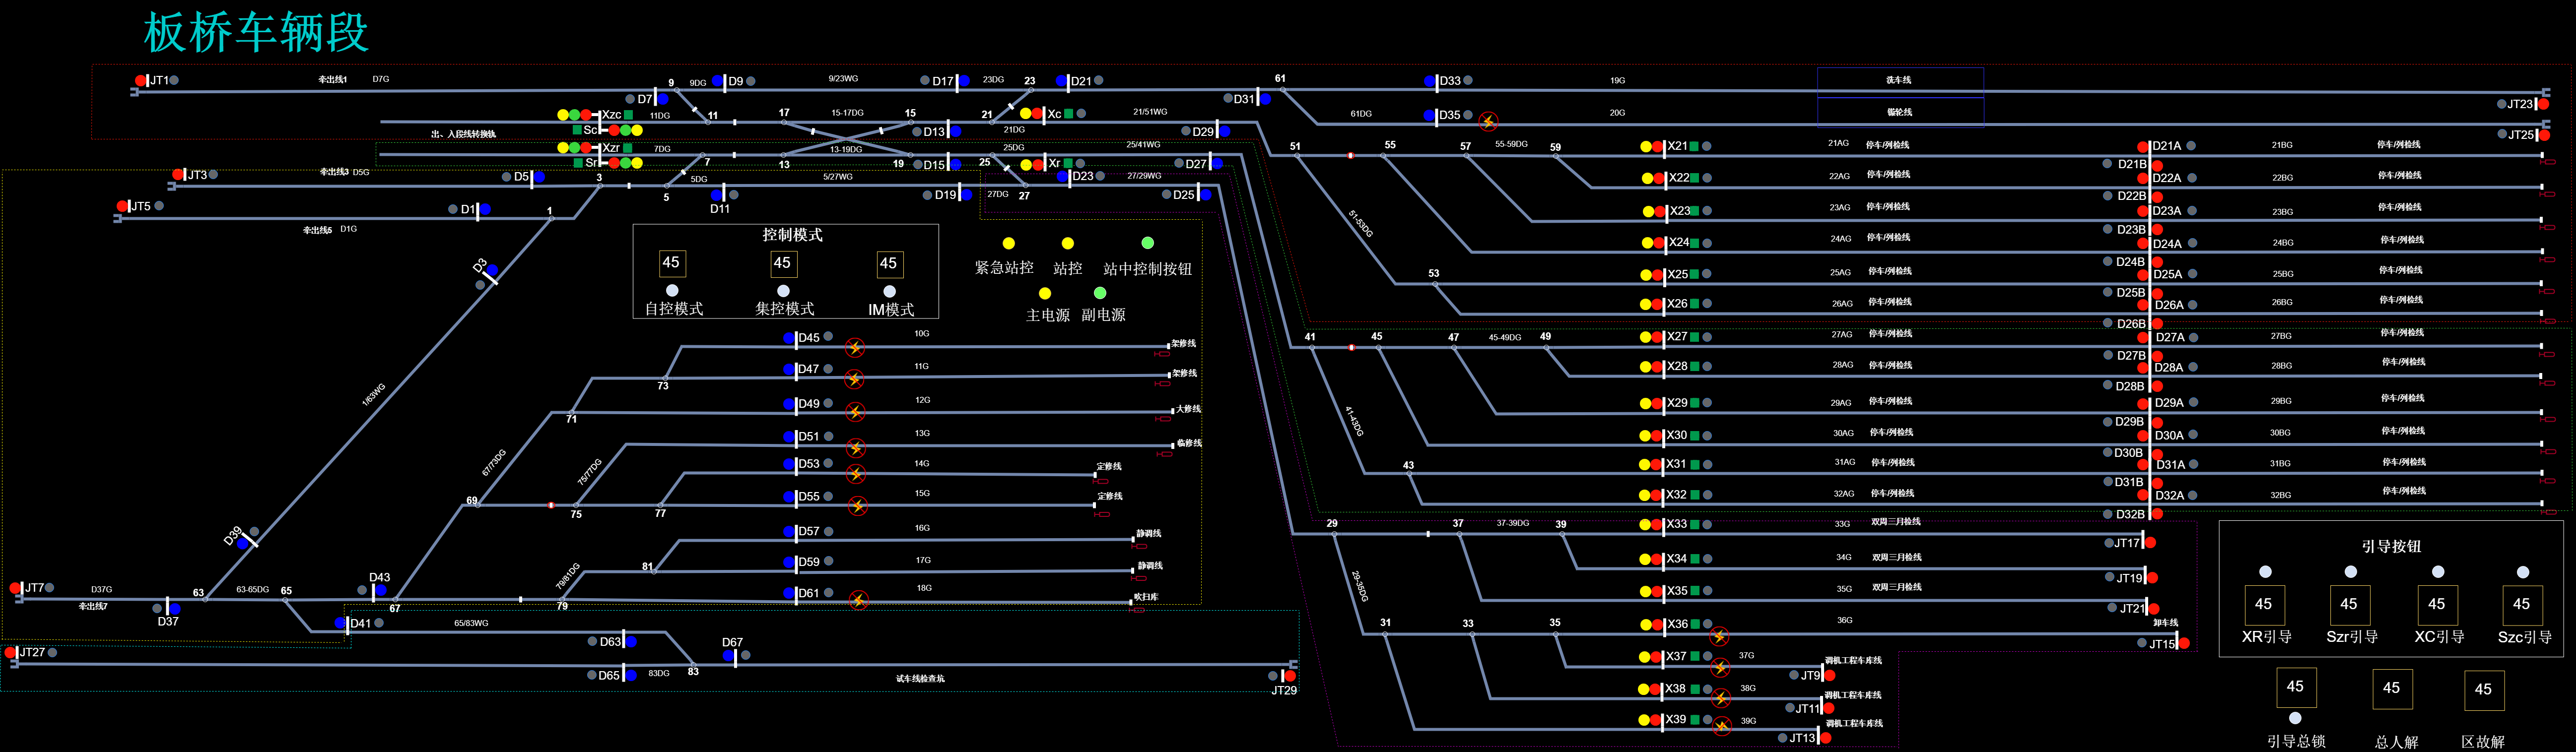 板桥车辆段
JT1
牵出线1 D7G
9
9DG
D9
9/23WG
D17
23DG
23
D21
61
D33
19G
洗车线
JT23
D7
D31
Xzc
11DG
11
17
15-17DG
15
21
Xc
21/51WG
61DG
D35
20G
镟轮线
JT25
出、入段线转换轨
Sc
D13
21DG
D29
Xzr
7DG
7
13
13-19DG
19
25DG
25/41WG
Sr
D15
25
Xr
D27
JT3
牵出线3 D5G
D5
3
5
5DG
5/27WG
D23
27/29WG
D11
D19
27DG
27
D25
JT5
D1
1
牵出线5 D1G
D3
1/63WG
D39
控制模式
45
45
45
自控模式
集控模式
IM模式
紧急站控
站控
站中控制按钮
主电源
副电源
51
55
57
55-59DG
59
51-53DG
53
X21
21AG 停车/列检线
D21A
21BG
停车/列检线
D21B
X22
22AG 停车/列检线
D22A
22BG
停车/列检线
D22B
X23
23AG 停车/列检线
D23A
23BG
停车/列检线
D23B
X24
24AG 停车/列检线
D24A
24BG
停车/列检线
D24B
X25
25AG 停车/列检线
D25A
25BG
停车/列检线
D25B
X26
26AG 停车/列检线
D26A
26BG
停车/列检线
D26B
41
45
47
45-49DG
49
41-43DG
43
X27
27AG 停车/列检线
D27A
27BG
停车/列检线
D27B
X28
28AG 停车/列检线
D28A
28BG
停车/列检线
D28B
X29
29AG 停车/列检线
D29A
29BG
停车/列检线
D29B
X30
30AG 停车/列检线
D30A
30BG
停车/列检线
D30B
X31
31AG 停车/列检线
D31A
31BG
停车/列检线
D31B
X32
32AG 停车/列检线
D32A
32BG
停车/列检线
D32B
D45
10G
架修线
73
D47
11G
架修线
71
D49
12G
大修线
67/73DG
D51
13G
临修线
75/77DG
D53
14G
定修线
69
75
77
D55
15G
定修线
D57
16G
静调线
81
D59
17G
静调线
79/81DG
D61
18G
吹扫库
79
29
37
37-39DG
39
29-35DG
31
33
35
X33
33G
双周三月检线
JT17
X34
34G
双周三月检线
JT19
X35
35G
双周三月检线
JT21
X36
36G
卸车线
JT15
X37
37G
调机工程车库线
JT9
X38
38G
调机工程车库线
JT11
X39
39G
调机工程车库线
JT13
JT7
D37G
牵出线7
D37
63
63-65DG
65
D43
67
D41
65/83WG
D63
D67
JT27
D65
83DG
83
试车线检查坑
JT29
引导按钮
45
45
45
45
XR引导
Szr引导
XC引导
Szc引导
45
45
45
引导总锁
总人解
区故解